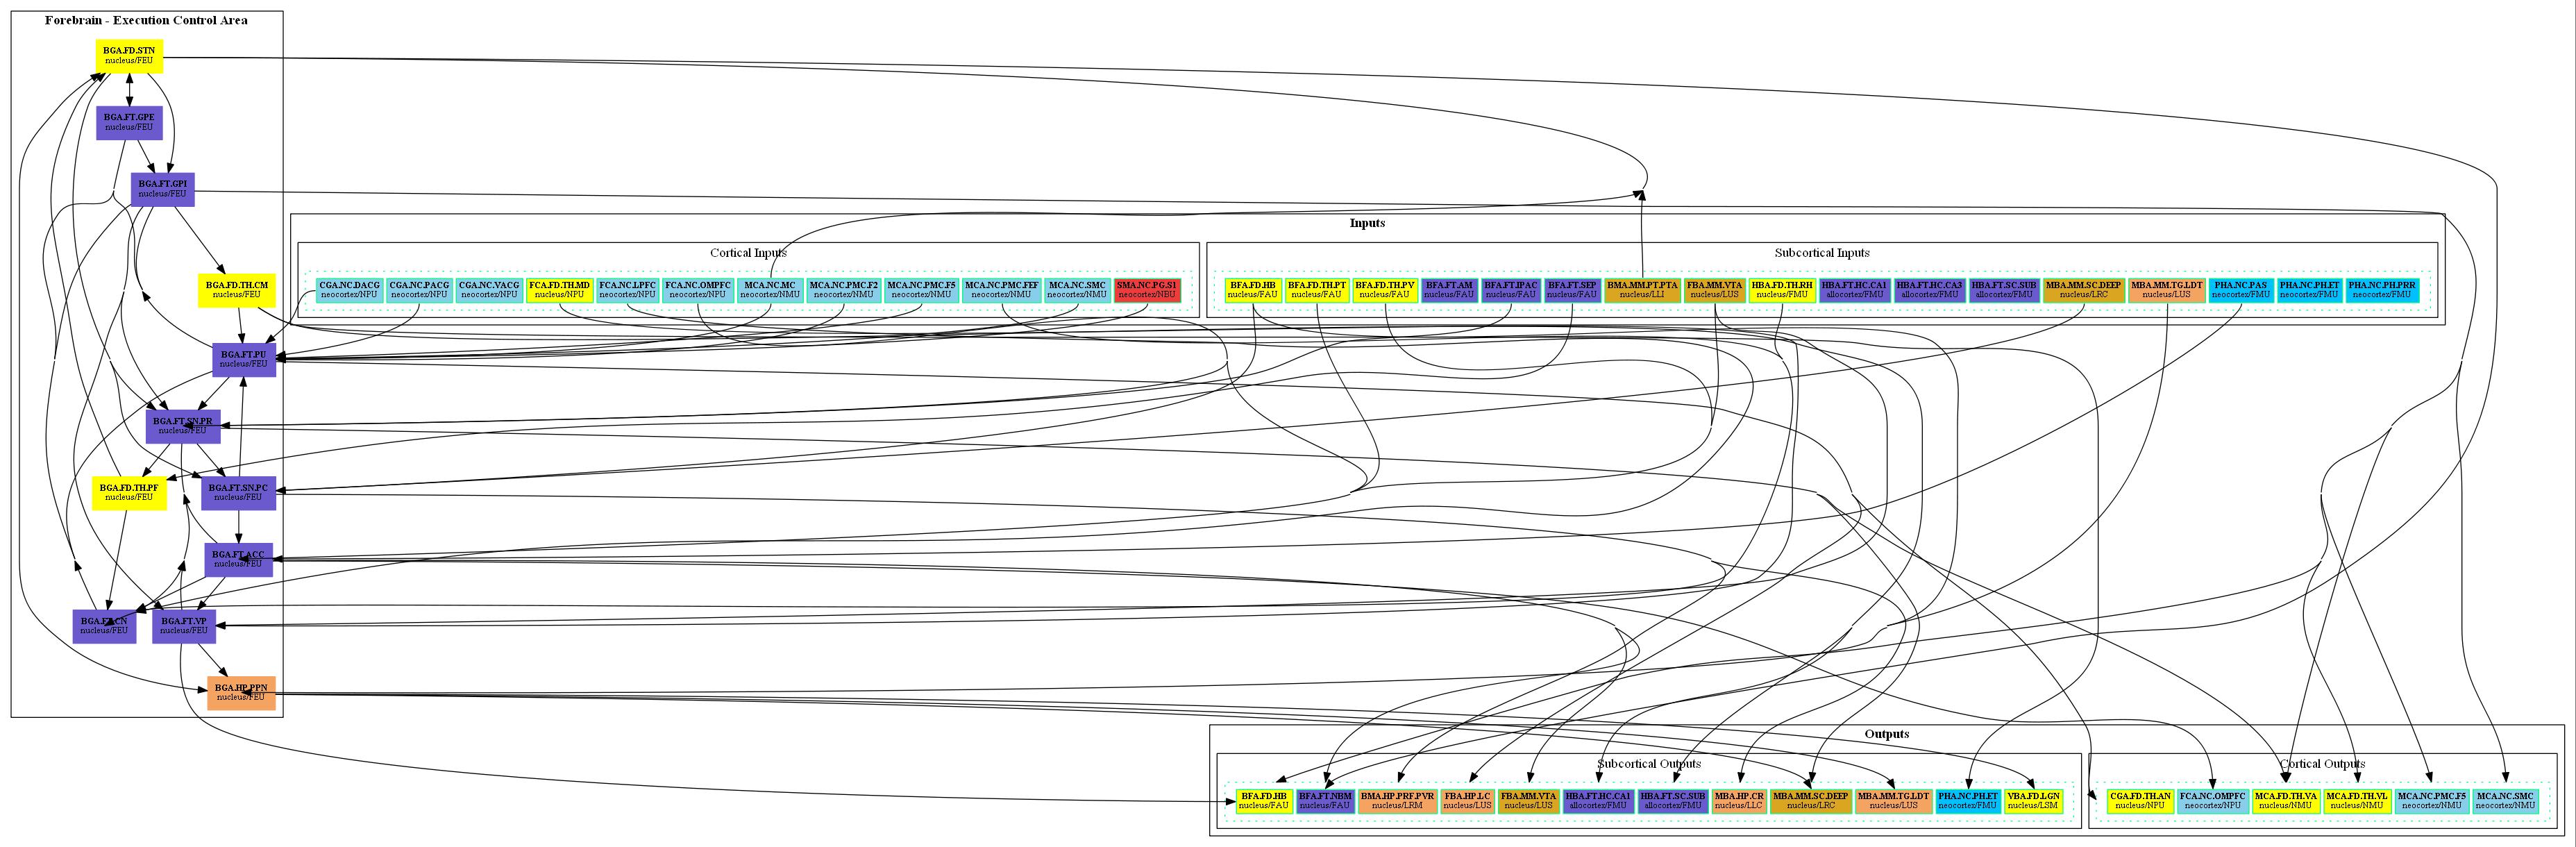 Forebrain - Execution Control Area
BGA.FD.STN
nucleus/FEU
BGA.FT.GPE
nucleus/FEU
BGA.FT.GPI
nucleus/FEU
BGA.FD.TH.CM
nucleus/FEU
BGA.FT.PU
nucleus/FEU
BGA.FT.SN.PR
nucleus/FEU
BGA.FD.TH.PF
nucleus/FEU
BGA.FT.SN.PC
nucleus/FEU
BGA.FT.ACC
nucleus/FEU
BGA.FT.CN
nucleus/FEU
BGA.FT.VP
nucleus/FEU
BGA.HP.PPN
nucleus/FEU
Inputs
Cortical Inputs
CGA.NC.DACG
neocortex/NPU
CGA.NC.PACG
neocortex/NPU
CGA.NC.VACG
neocortex/NPU
FCA.FD.TH.MD
nucleus/NPU
FCA.NC.LPFC
neocortex/NPU
FCA.NC.OMPFC
neocortex/NPU
MCA.NC.MC
neocortex/NMU
MCA.NC.PMC.F2
neocortex/NMU
MCA.NC.PMC.F5
neocortex/NMU
MCA.NC.PMC.FEF
neocortex/NMU
MCA.NC.SMC
neocortex/NMU
SMA.NC.PG.S1
neocortex/NBU
Subcortical Inputs
BFA.FD.HB
nucleus/FAU
BFA.FD.TH.PT
nucleus/FAU
BFA.FD.TH.PV
nucleus/FAU
BFA.FT.AM
nucleus/FAU
BFA.FT.IPAC
nucleus/FAU
BFA.FT.SEP
nucleus/FAU
BMA.MM.PT.PTA
nucleus/LLI
FBA.MM.VTA
nucleus/LUS
HBA.FD.TH.RH
nucleus/FMU
HBA.FT.HC.CA1
allocortex/FMU
HBA.FT.HC.CA3
allocortex/FMU
HBA.FT.SC.SUB
allocortex/FMU
MBA.MM.SC.DEEP
nucleus/LRC
MBA.MM.TG.LDT
nucleus/LUS
PHA.NC.PAS
neocortex/FMU
PHA.NC.PH.ET
neocortex/FMU
PHA.NC.PH.PRR
neocortex/FMU
Outputs
Subcortical Outputs
BFA.FD.HB
nucleus/FAU
BFA.FT.NBM
nucleus/FAU
BMA.HP.PRF.PVR
nucleus/LRM
FBA.HP.LC
nucleus/LUS
FBA.MM.VTA
nucleus/LUS
HBA.FT.HC.CA1
allocortex/FMU
HBA.FT.SC.SUB
allocortex/FMU
MBA.HP.CR
nucleus/LLC
MBA.MM.SC.DEEP
nucleus/LRC
MBA.MM.TG.LDT
nucleus/LUS
PHA.NC.PH.ET
neocortex/FMU
VBA.FD.LGN
nucleus/LSM
Cortical Outputs
CGA.FD.TH.AN
nucleus/NPU
FCA.NC.OMPFC
neocortex/NPU
MCA.FD.TH.VA
nucleus/NMU
MCA.FD.TH.VL
nucleus/NMU
MCA.NC.PMC.F5
neocortex/NMU
MCA.NC.SMC
neocortex/NMU